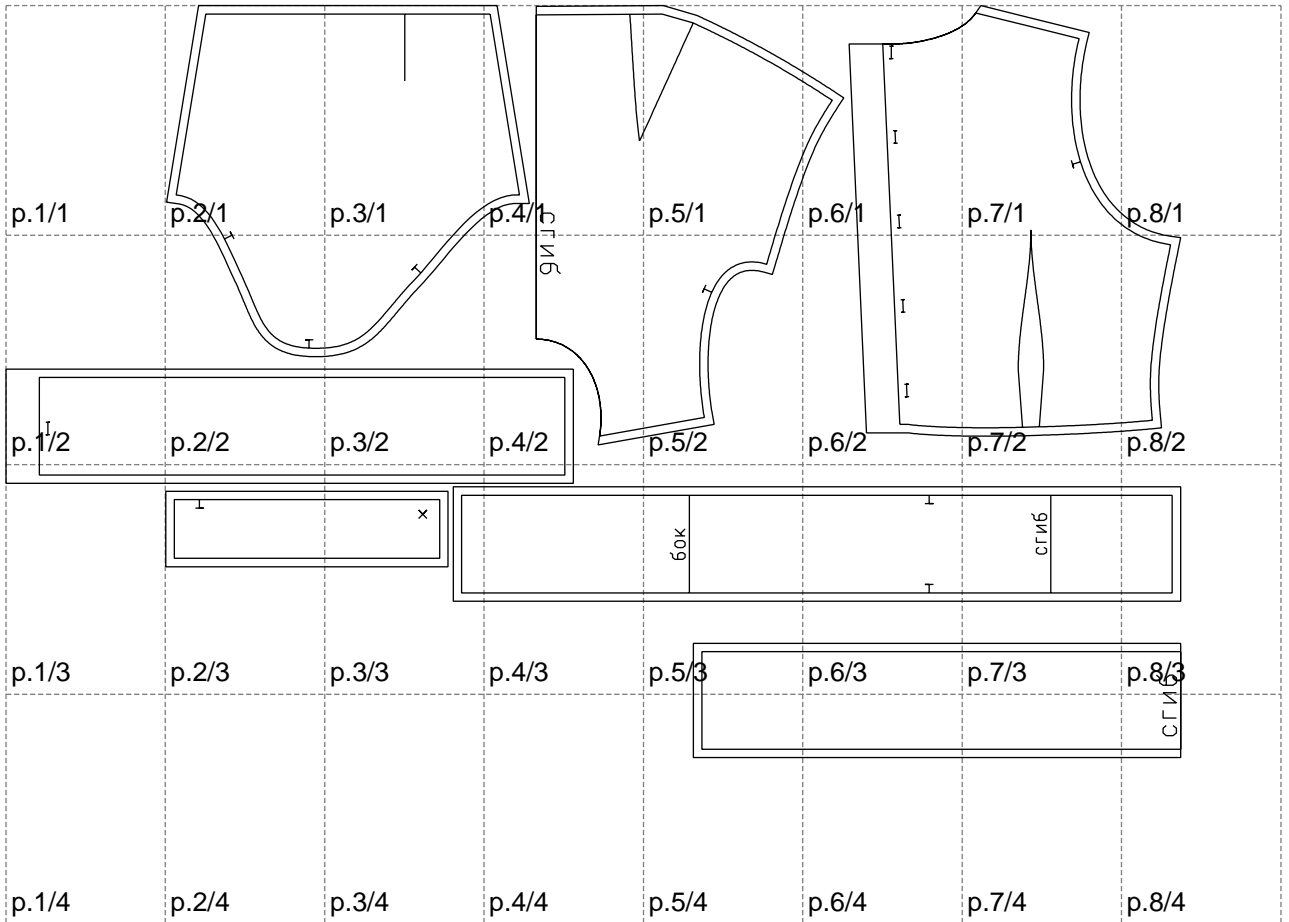 p.1/1 p.2/1 p.3/1 p.4/1 p.5/1 p.6/1 p.7/1 p.8/1
сгиб
p.1/2 p.2/2 p.3/2 p.4/2 p.5/2 p.6/2 p.7/2 p.8/2
бок
сгиб
p.1/3 p.2/3 p.3/3 p.4/3 p.5/3 p.6/3 p.7/3 p.8/3
сгиб
p.1/4 p.2/4 p.3/4 p.4/4 p.5/4 p.6/4 p.7/4 p.8/4